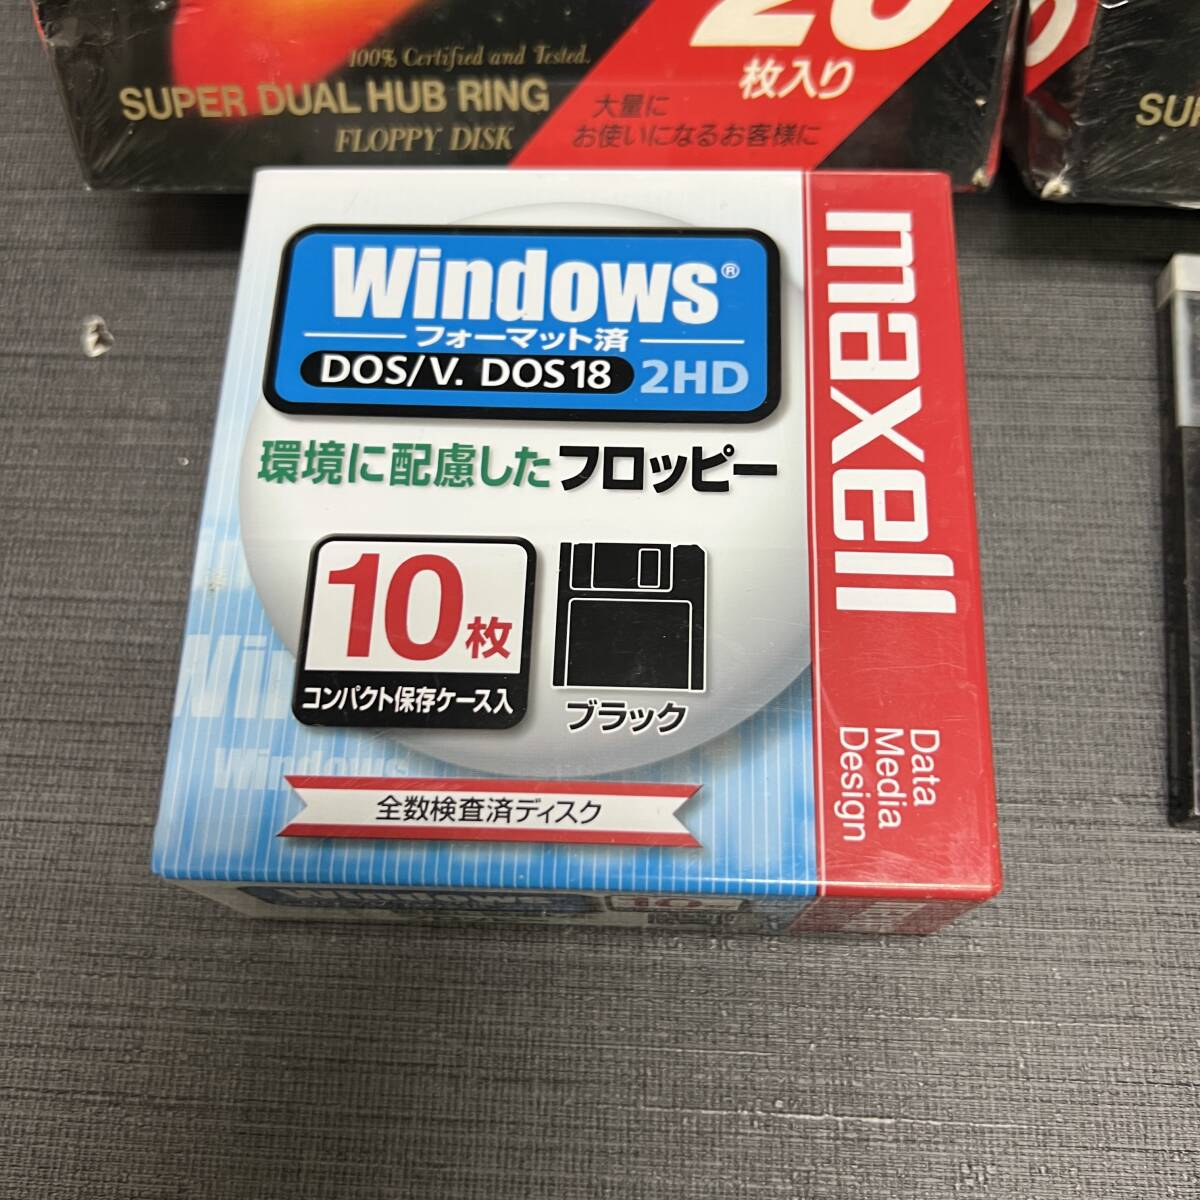 20
枚入り
100% Certified and Tested.
SUPER DUAL HUB RING
FLOPPY DISK
大量に
お使いになるお客様に
Windows®
フォーマット済
DOS/V. DOS18 2HD
環境に配慮したフロッピー
10枚
コンパクト保存ケース入
ブラック
全数検査済ディスク
maxell
Data
Media
Design
Windows
Windows
10